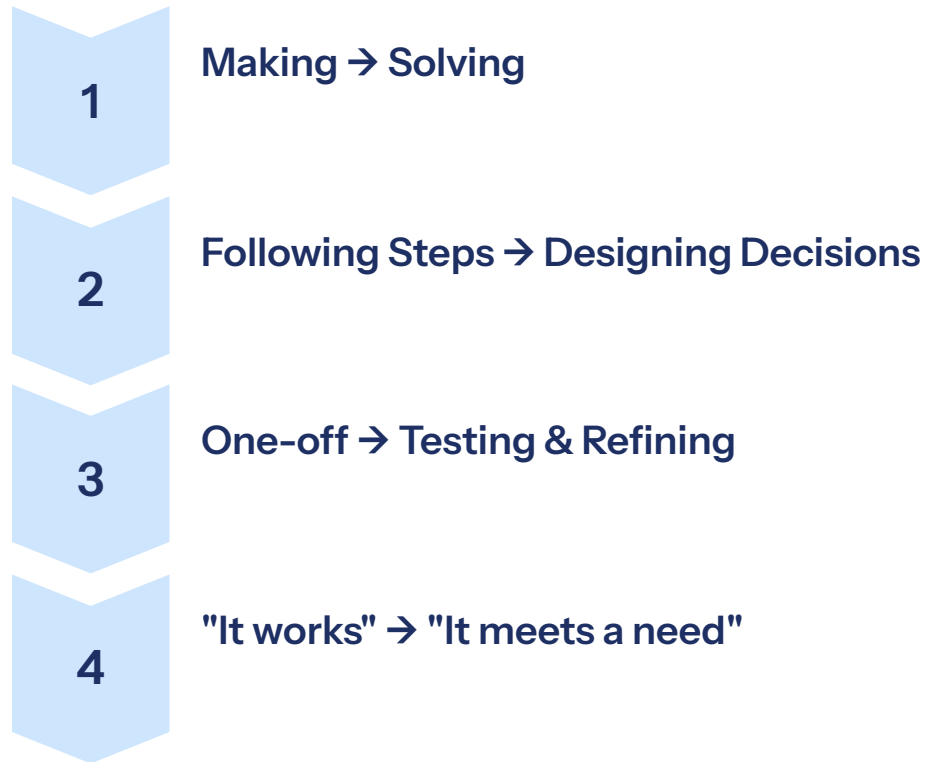 1
Making → Solving
2
Following Steps → Designing Decisions
3
One-off → Testing & Refining
4
"It works" → "It meets a need"